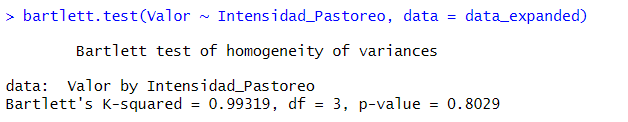 > bartlett.test(Valor ~ Intensidad_Pastoreo, data = data_expanded)
Bartlett test of homogeneity of variances
data:  Valor by Intensidad_Pastoreo
Bartlett's K-squared = 0.99319, df = 3, p-value = 0.8029